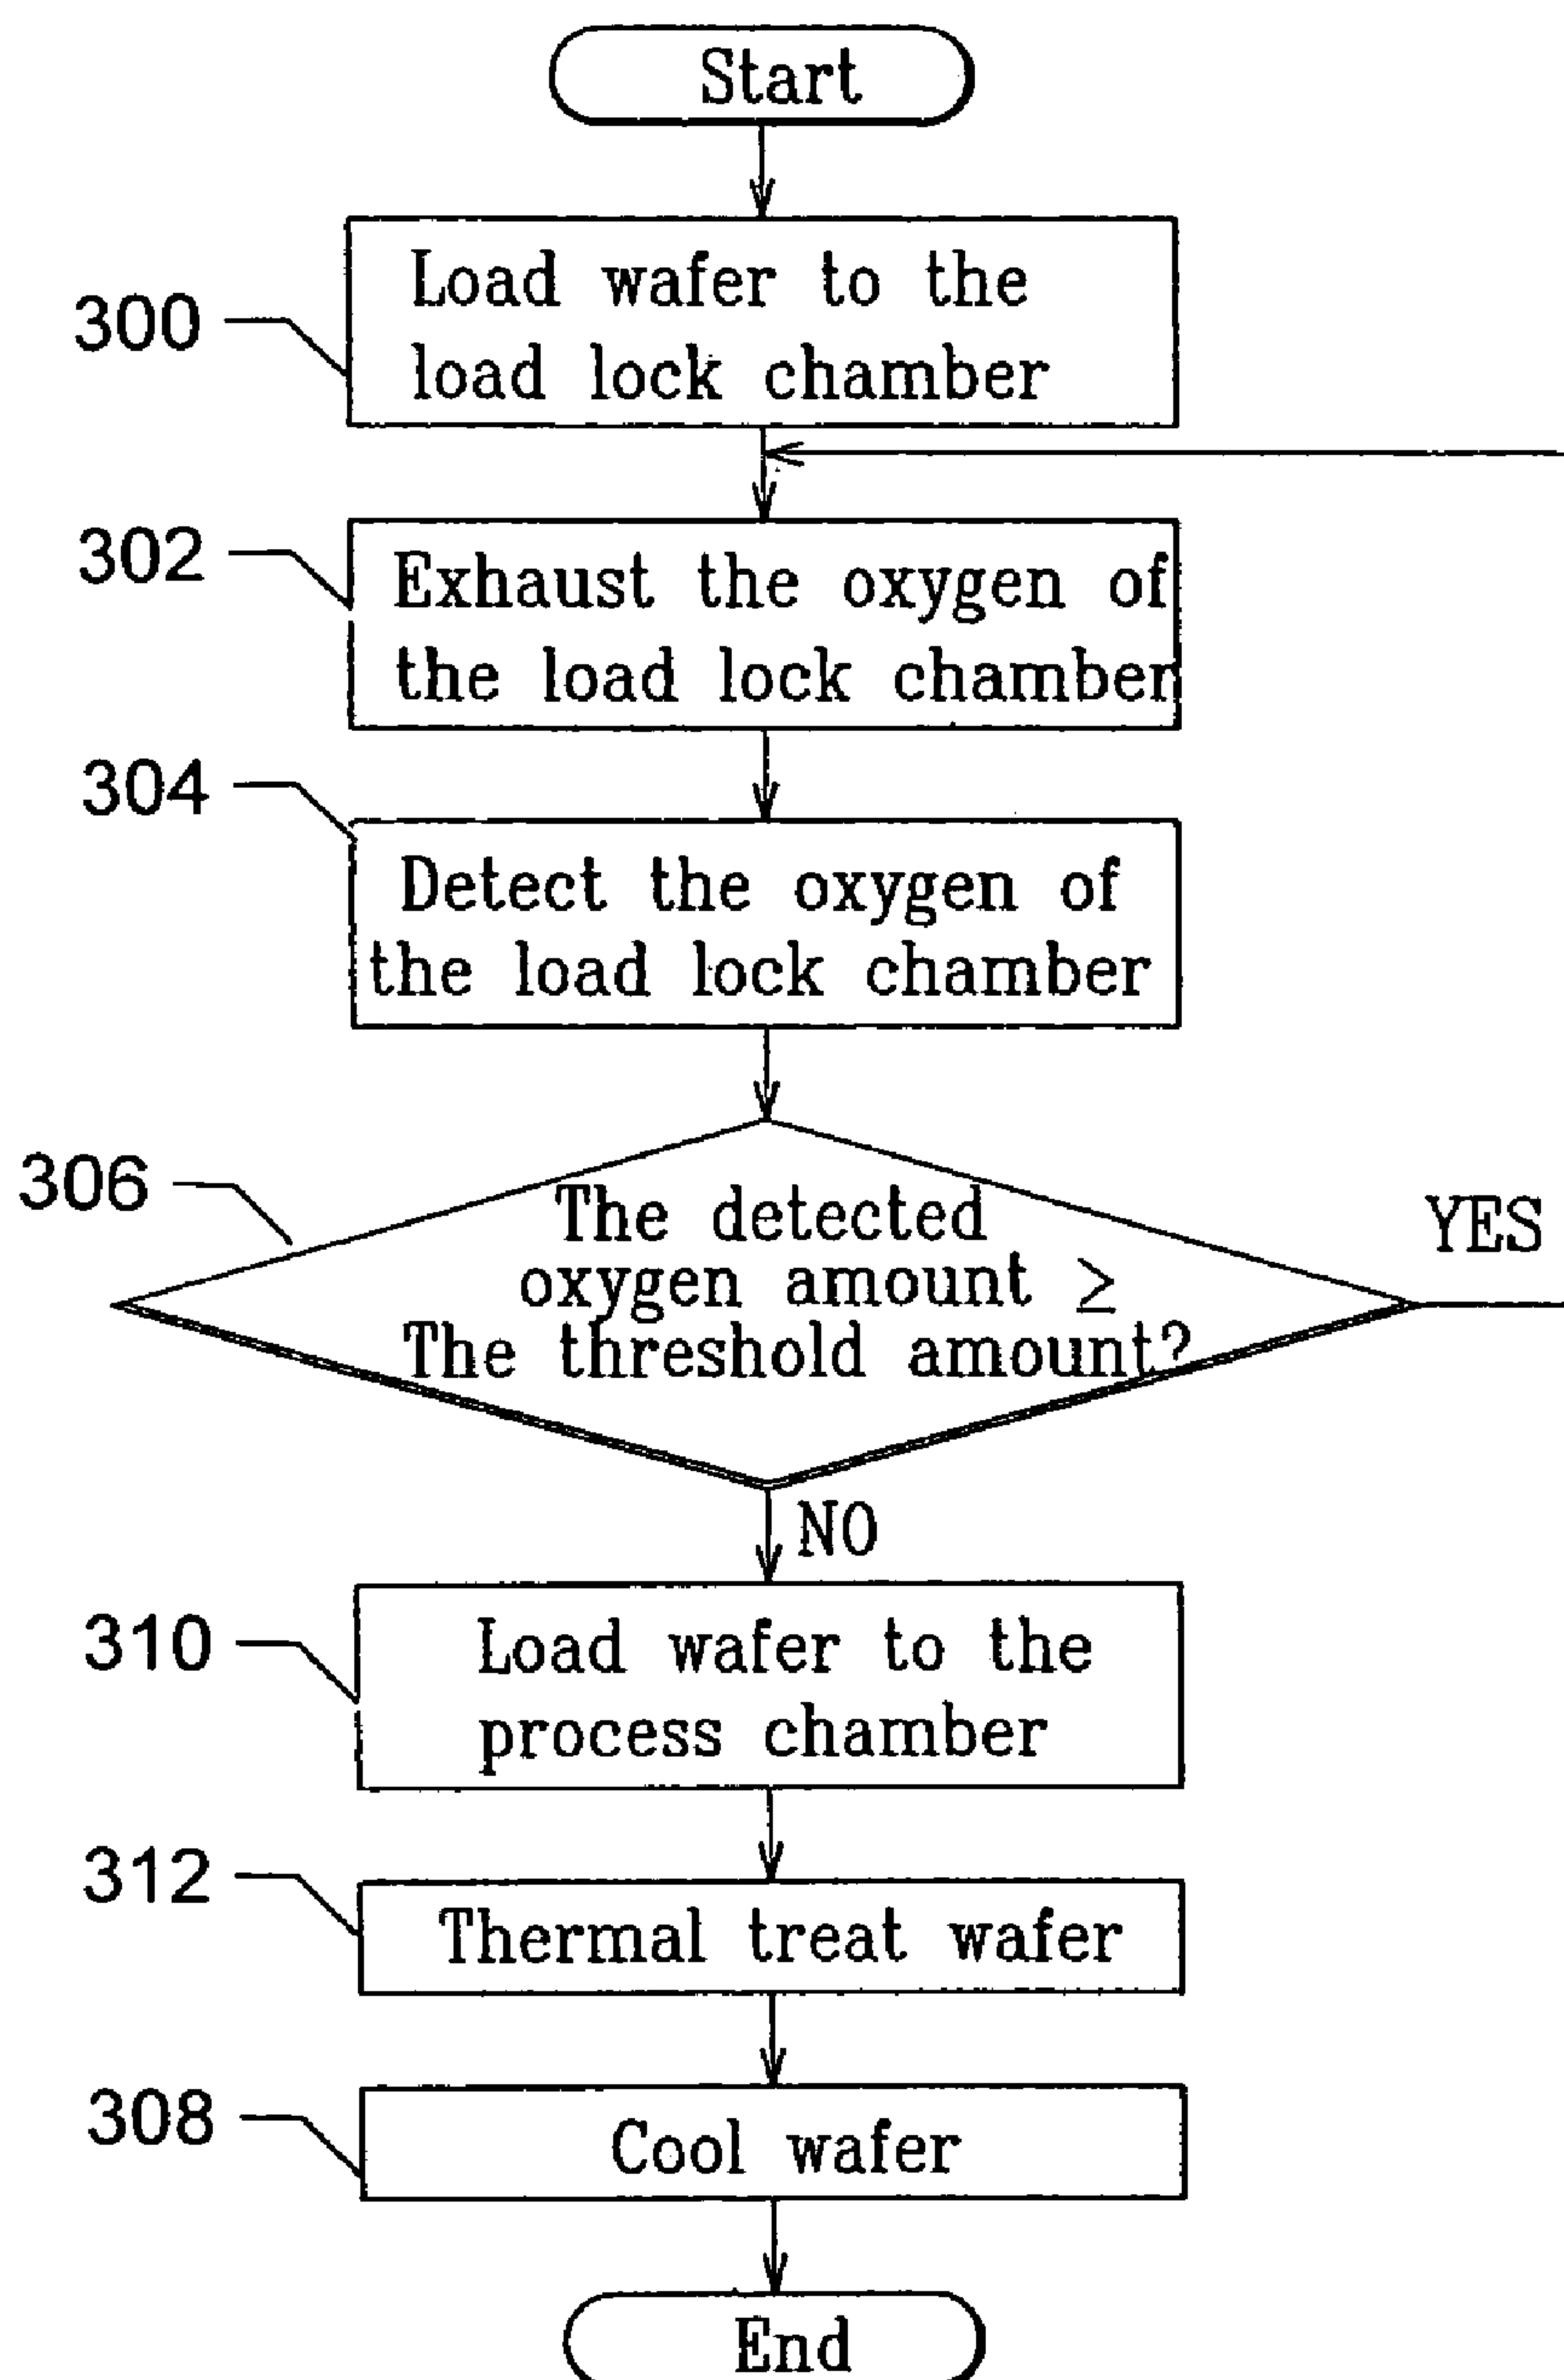 Start
300
Load wafer to the
load lock chamber
302
Exhaust the oxygen of
the load lock chamber
304
Detect the oxygen of
the load lock chamber
306
The detected
oxygen amount ≥
The threshold amount?
YES
NO
310
Load wafer to the
process chamber
312
Thermal treat wafer
308
Cool wafer
End